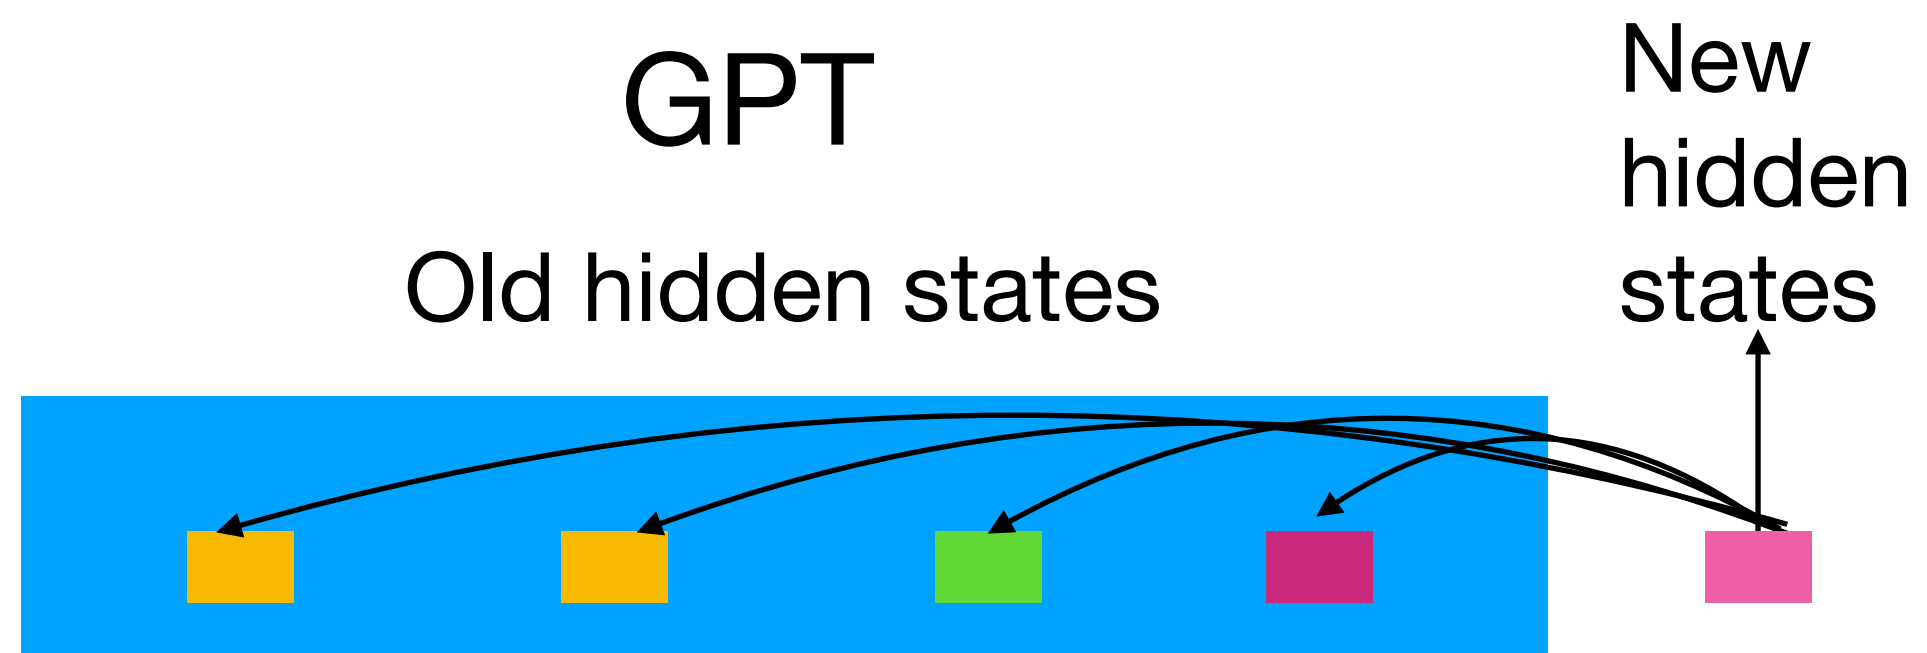 GPT
Old hidden states
New
hidden
states